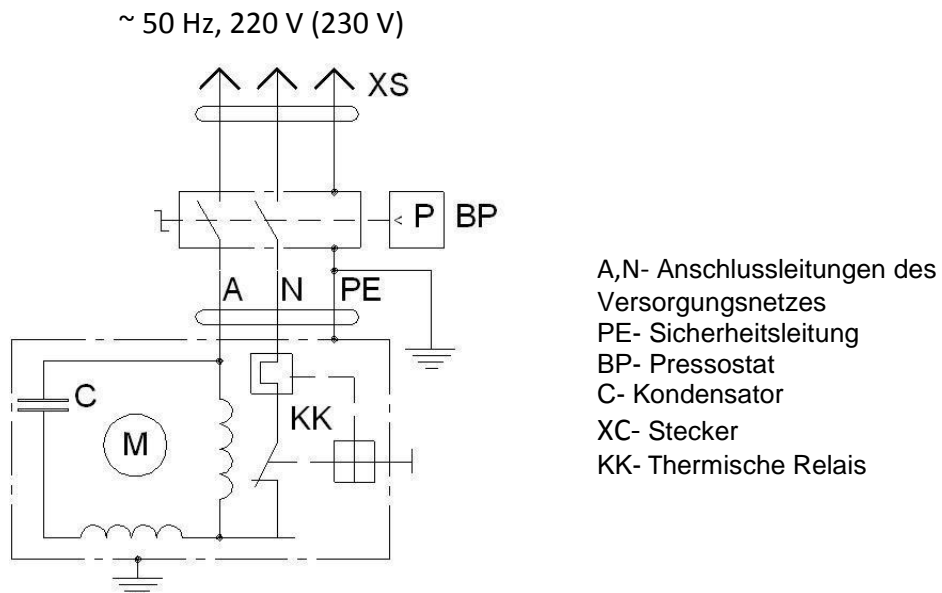 ~ 50 Hz, 220 V (230 V)
XS
P
BP
A
N
PE
C
KK
M
A,N- Anschlussleitungen des
Versorgungsnetzes
PE- Sicherheitsleitung
BP- Pressostat
C- Kondensator
XC- Stecker
KK- Thermische Relais